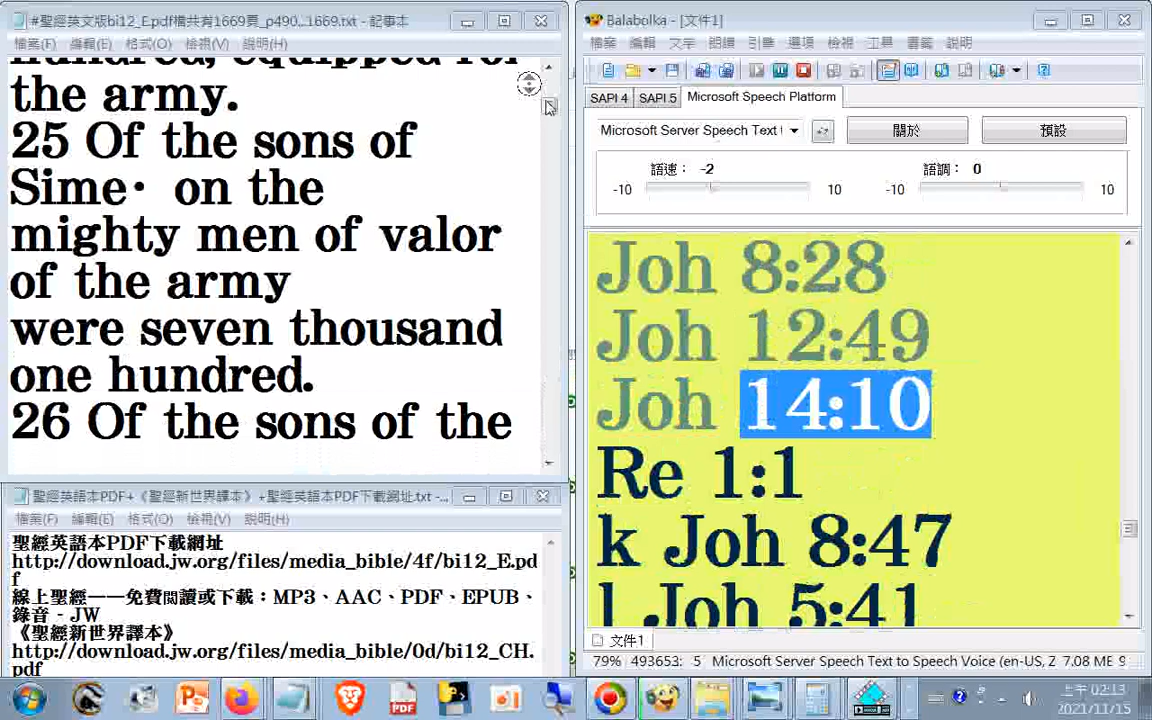 #聖經英文版bi12_E.pdf橫共有1669頁_p490,..1669.txt - 記事本
檔案(F) 編輯(E) 格式(O) 檢視(V) 說明(H)
hundred, equipped for
the army.
25 Of the sons of
Sime· on the
mighty men of valor
of the army
were seven thousand
one hundred.
26 Of the sons of the
聖經英語本PDF+《聖經新世界譯本》+聖經英語本PDF下載網址.txt - ...
檔案(F) 編輯(E) 格式(O) 檢視(V) 說明(H)
聖經英語本PDF下載網址
http://download.jw.org/files/media_bible/4f/bi12_E.pd
f
線上聖經——免費閱讀或下載：MP3、AAC、PDF、EPUB、
錄音 - JW
《聖經新世界譯本》
http://download.jw.org/files/media_bible/0d/bi12_CH.
pdf
Balabolka - [文件1]
檔案 編輯 文字 朗讀 引擎 選項 檢視 工具 書籤 說明
SAPI 4 SAPI 5 Microsoft Speech Platform
Microsoft Server Speech Text 關於 預設
語速： -2 語調： 0
-10 10 -10 10
Joh 8:28
Joh 12:49
Joh 14:10
Re 1:1
k Joh 8:47
l Joh 5:41
文件1
79% 493653: 5 Microsoft Server Speech Text to Speech Voice (en-US, Z 7.08 ME 9
上午 02:13
2021/11/15